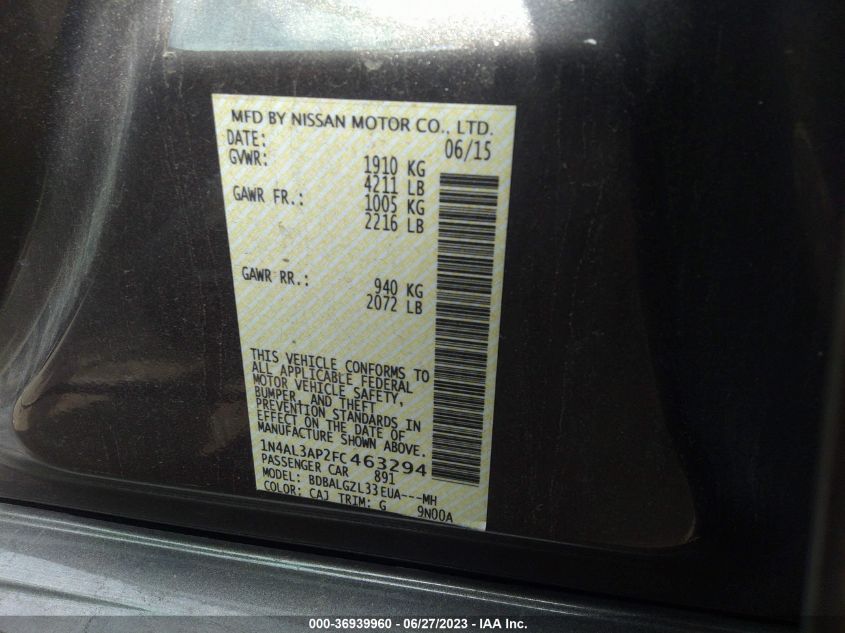 MFD BY NISSAN MOTOR CO., LTD.
DATE: 06/15
GVWR: 1910 KG
4211 LB
GAWR FR.: 1005 KG
2216 LB
GAWR RR.: 940 KG
2072 LB
THIS VEHICLE CONFORMS TO
ALL APPLICABLE FEDERAL
MOTOR VEHICLE SAFETY,
BUMPER, AND THEFT
PREVENTION STANDARDS IN
EFFECT ON THE DATE OF
MANUFACTURE SHOWN ABOVE.
1N4AL3AP2FC463294
PASSENGER CAR 891
MODEL: BDBALGZL33EUA---MH
COLOR: CAJ TRIM: G 9N00A
000-36939960 - 06/27/2023 - IAA Inc.